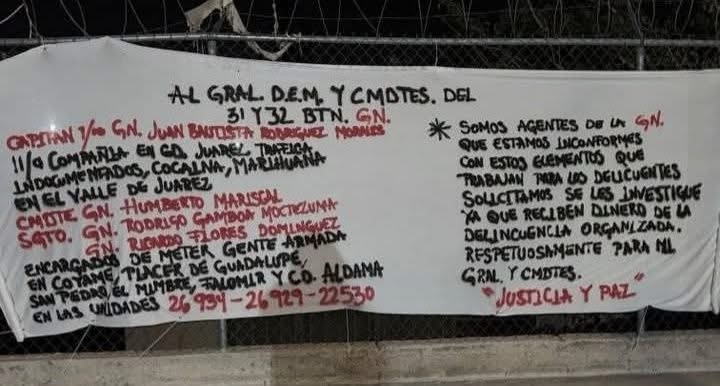 AL GRAL. D.E.M. Y CMDTES. DEL
31 Y 32 BTN. GN.
CAPITAN 1/00 GN. JUAN BAUTISTA RODRIGUEZ MORALES
11/a COMPAÑIA EN CD. JUAREZ TRAFICA
INDOCUMENTADOS, COCAINA, MARIHUANA
EN EL VALLE DE JUAREZ
CMDTE GN. HUMBERTO MARISCAL
SGTO. GN. RODRIGO GAMBOA MOCTEZUMA
GN. RICARDO FLORES DOMINGUEZ
ENCARGADOS DE METER GENTE ARMADA
EN COYAME, PLACER DE GUADALUPE,
SAN PEDRO, EL MIMBRE, FALOMIR Y CD. ALDAMA
EN LAS UNIDADES 26934-26929-22530
* SOMOS AGENTES DE LA GN.
QUE ESTAMOS INCONFORMES
CON ESTOS ELEMENTOS QUE
TRABAJAN PARA LOS DELICUENTES
SOLICITAMOS SE LES INVESTIGUE
YA QUE RECIBEN DINERO DE LA
DELINCUENCIA ORGANIZADA.
RESPETUOSAMENTE PARA MI
GRAL. Y CMDTES.
"JUSTICIA Y PAZ"